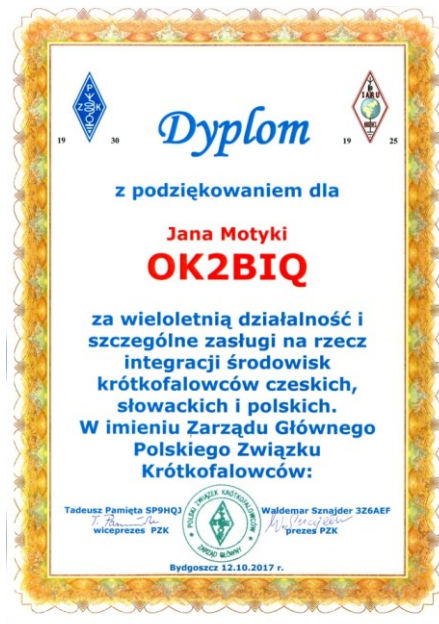 P
Z K
19 30
Dyplom
IARU
19 25
z podziękowaniem dla
Jana Motyki
OK2BIQ
za wieloletnią działalność i
szczególne zasługi na rzecz
integracji środowisk
krótkofalowców czeskich,
słowackich i polskich.
W imieniu Zarządu Głównego
Polskiego Związku
Krótkofalowców:
POLSKI ZWIĄZEK KRÓTKOFALOWCÓW
ZARZĄD GŁÓWNY
Tadeusz Pamięta SP9HQJ
wiceprezes PZK
Waldemar Sznajder 3Z6AEF
prezes PZK
Bydgoszcz 12.10.2017 r.